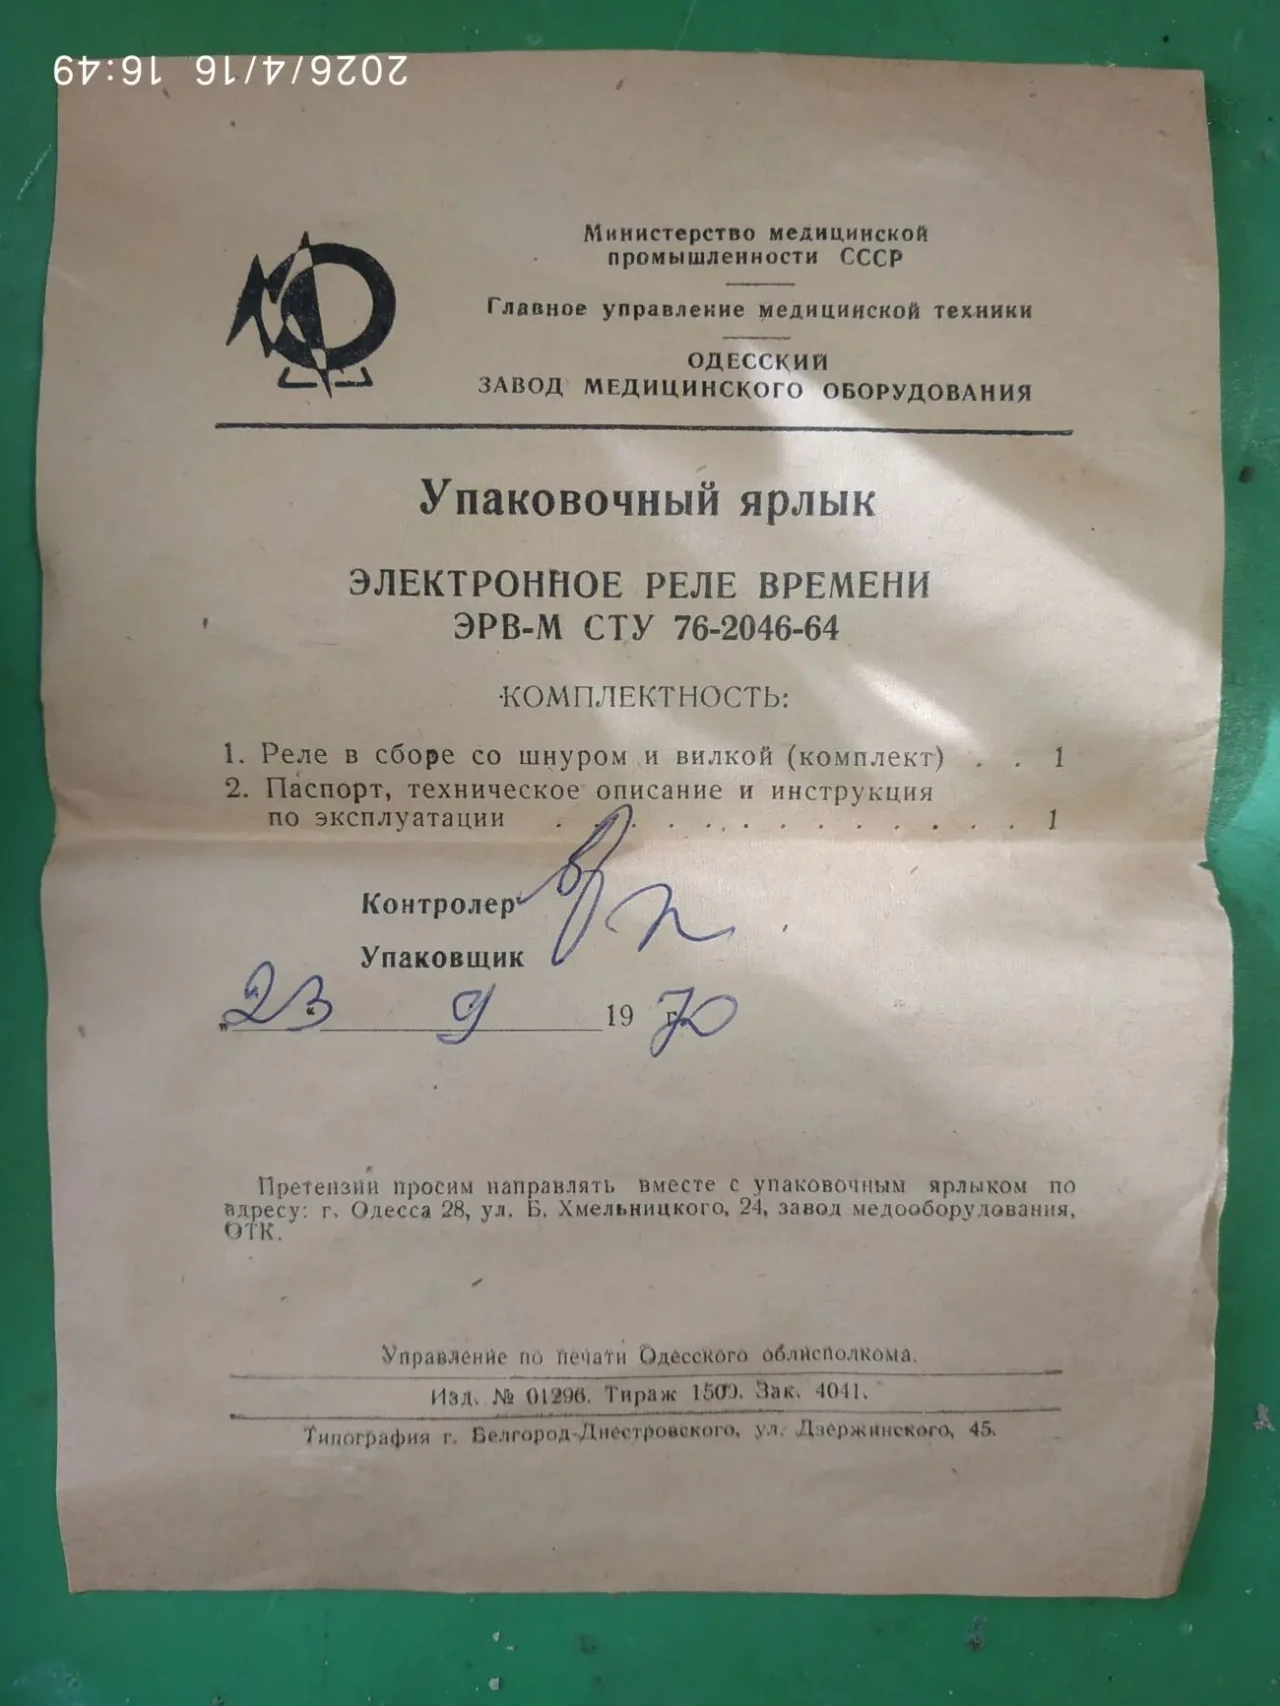 2026/4/16 16:49
Министерство медицинской
промышленности СССР
Главное управление медицинской техники
ОДЕССКИЙ
ЗАВОД МЕДИЦИНСКОГО ОБОРУДОВАНИЯ
Упаковочный ярлык
ЭЛЕКТРОННОЕ РЕЛЕ ВРЕМЕНИ
ЭРВ-М СТУ 76-2046-64
КОМПЛЕКТНОСТЬ:
1. Реле в сборе со шнуром и вилкой (комплект) . . 1
2. Паспорт, техническое описание и инструкция
по эксплуатации . . . . . . . . . . . . . 1
Контролер
Упаковщик
„23“ 9 1970 г.
Претензии просим направлять вместе с упаковочным ярлыком по
адресу: г. Одесса 28, ул. Б. Хмельницкого, 24, завод медооборудования,
ОТК.
Управление по печати Одесского облисполкома.
Изд. № 01296. Тираж 1500. Зак. 4041.
Типография г. Белгород-Днестровского, ул. Дзержинского, 45.